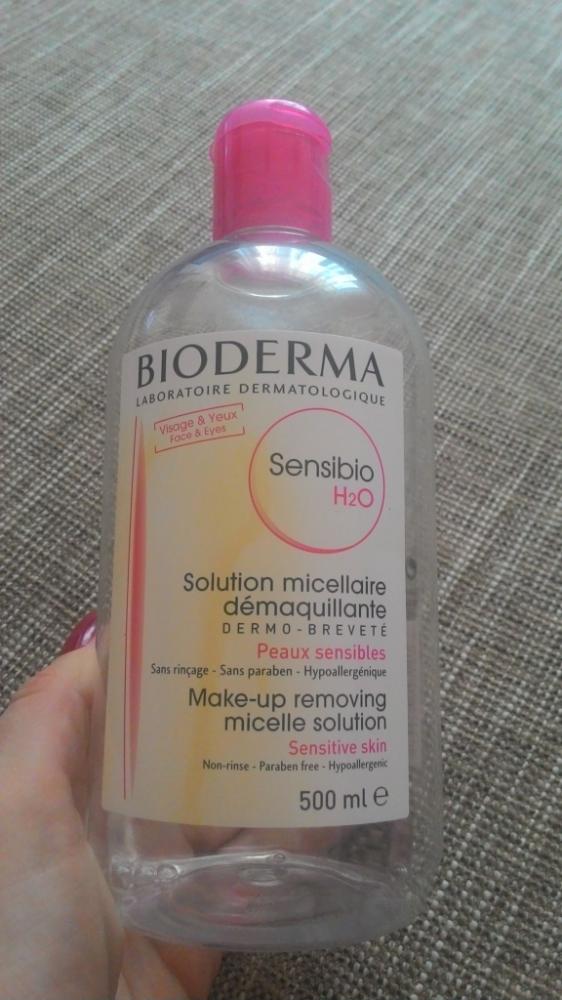 BIODERMA
LABORATOIRE DERMATOLOGIQUE
Visage & Yeux
Face & Eyes
Sensibio
H2O
Solution micellaire
démaquillante
DERMO-BREVETÉ
Peaux sensibles
Sans rinçage - Sans paraben - Hypoallergénique
Make-up removing
micelle solution
Sensitive skin
Non-rinse - Paraben free - Hypoallergenic
500 ml e